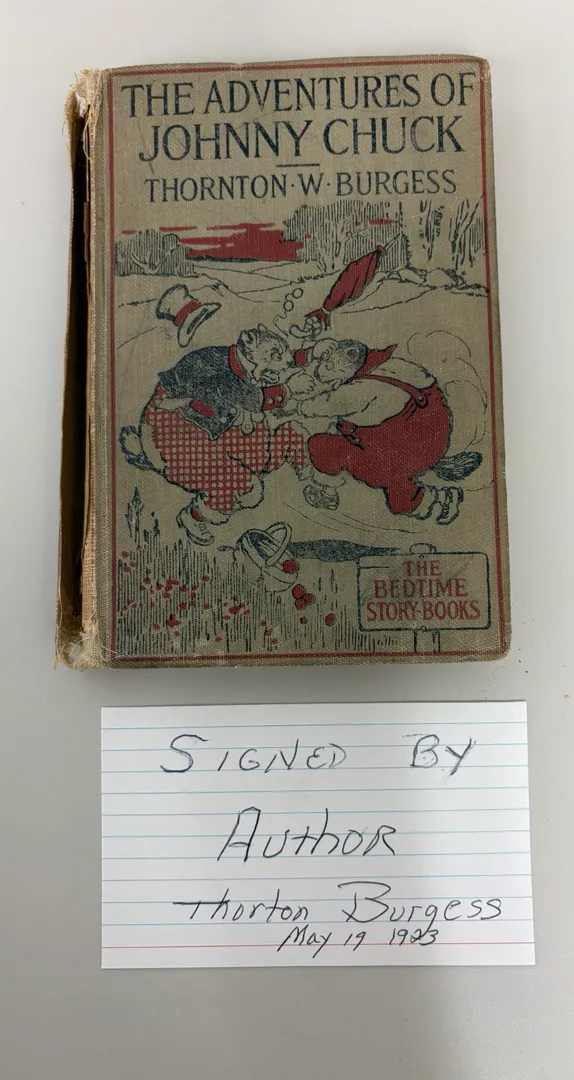 THE ADVENTURES OF
JOHNNY CHUCK
THORNTON·W·BURGESS
THE
BEDTIME
STORY-BOOKS
SIGNED BY
AUTHOR
Thorton Burgess
May 19 1923